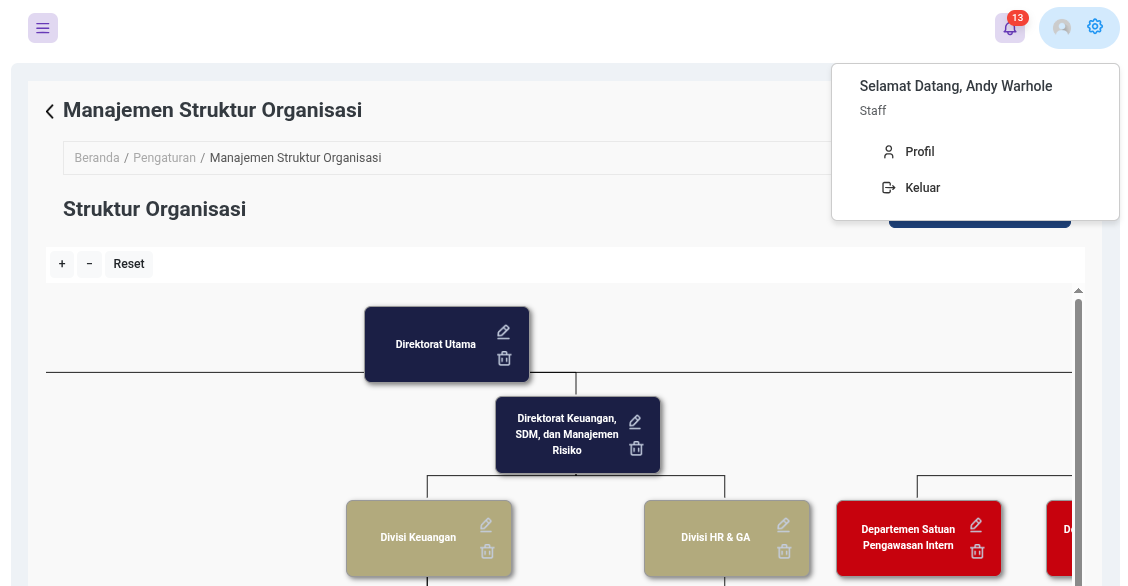 13
Selamat Datang, Andy Warhole
Staff
Profil
Keluar
Manajemen Struktur Organisasi
Beranda / Pengaturan / Manajemen Struktur Organisasi
Struktur Organisasi
+ − Reset
Direktorat Utama
Direktorat Keuangan,
SDM, dan Manajemen
Risiko
Divisi Keuangan
Divisi HR & GA
Departemen Satuan
Pengawasan Intern